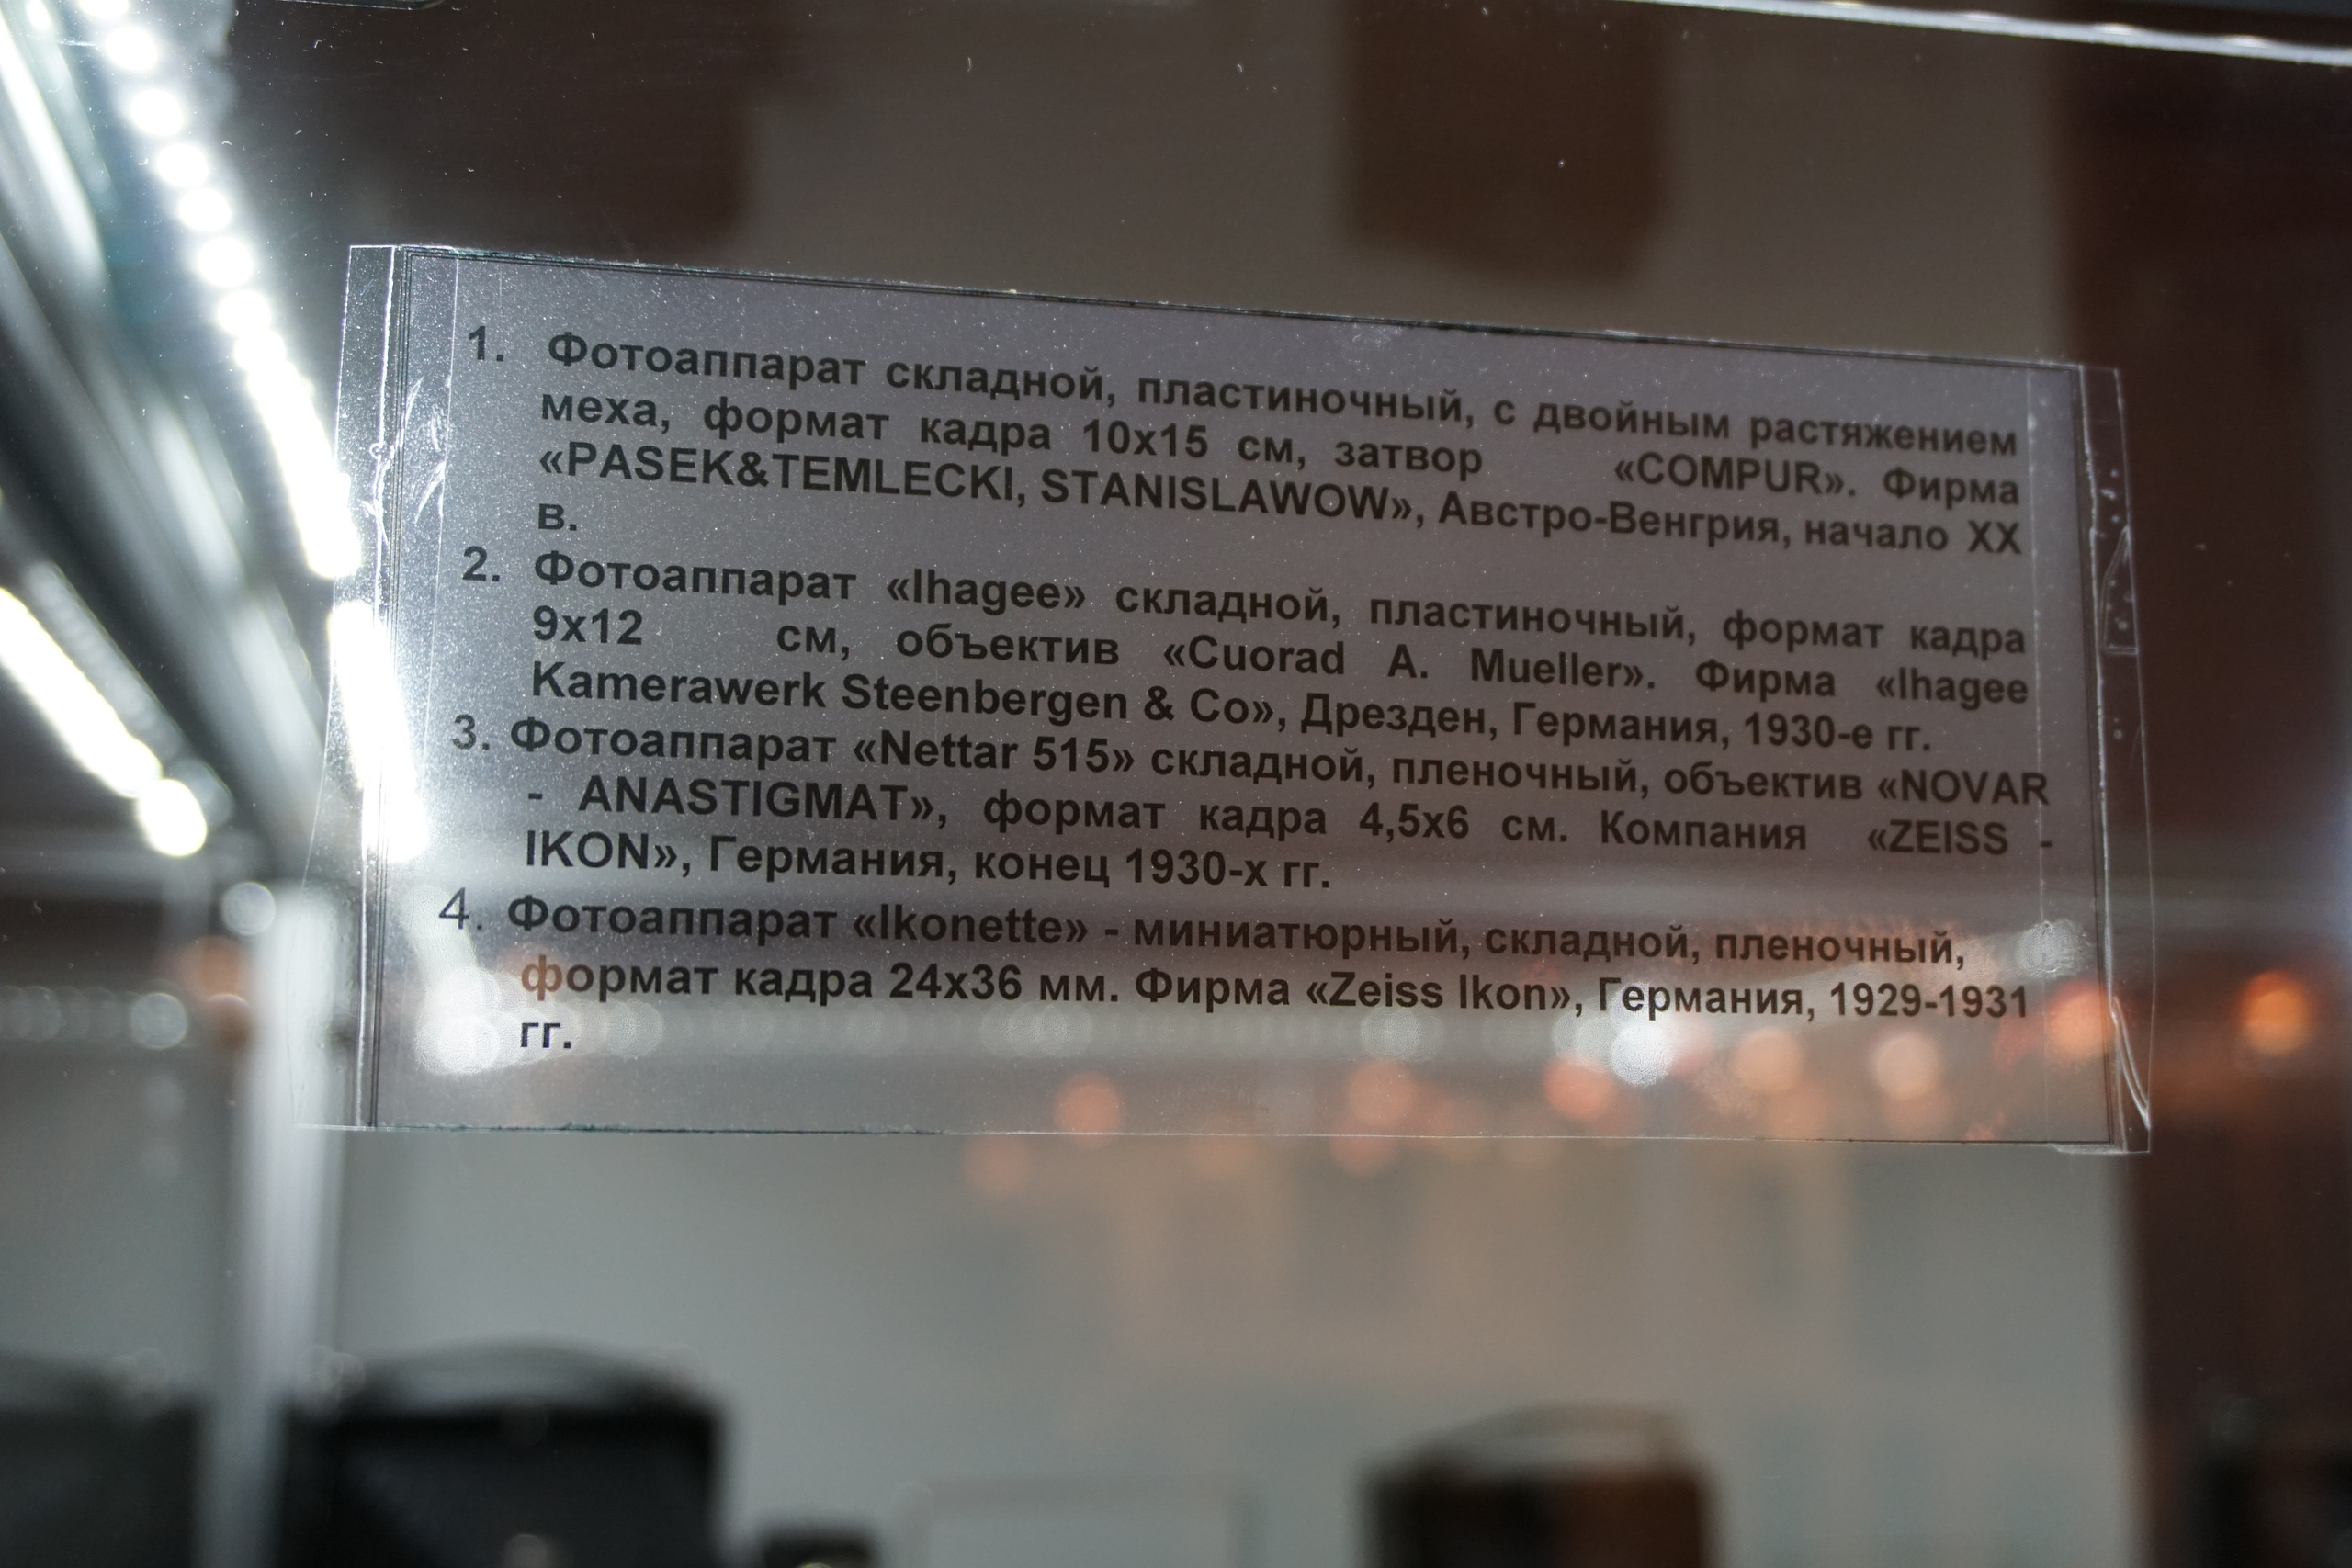 1. Фотоаппарат складной, пластиночный, с двойным растяжением
меха, формат кадра 10х15 см, затвор «COMPUR». Фирма
«PASEK&TEMLECKI, STANISLAWOW», Австро-Венгрия, начало XX
в.
2. Фотоаппарат «Ihagee» складной, пластиночный, формат кадра
9х12 см, объектив «Cuorad A. Mueller». Фирма «Ihagee
Kamerawerk Steenbergen & Co», Дрезден, Германия, 1930-е гг.
3. Фотоаппарат «Nettar 515» складной, пленочный, объектив «NOVAR
- ANASTIGMAT», формат кадра 4,5х6 см. Компания «ZEISS -
IKON», Германия, конец 1930-х гг.
4. Фотоаппарат «Ikonette» - миниатюрный, складной, пленочный,
формат кадра 24х36 мм. Фирма «Zeiss Ikon», Германия, 1929-1931
гг.